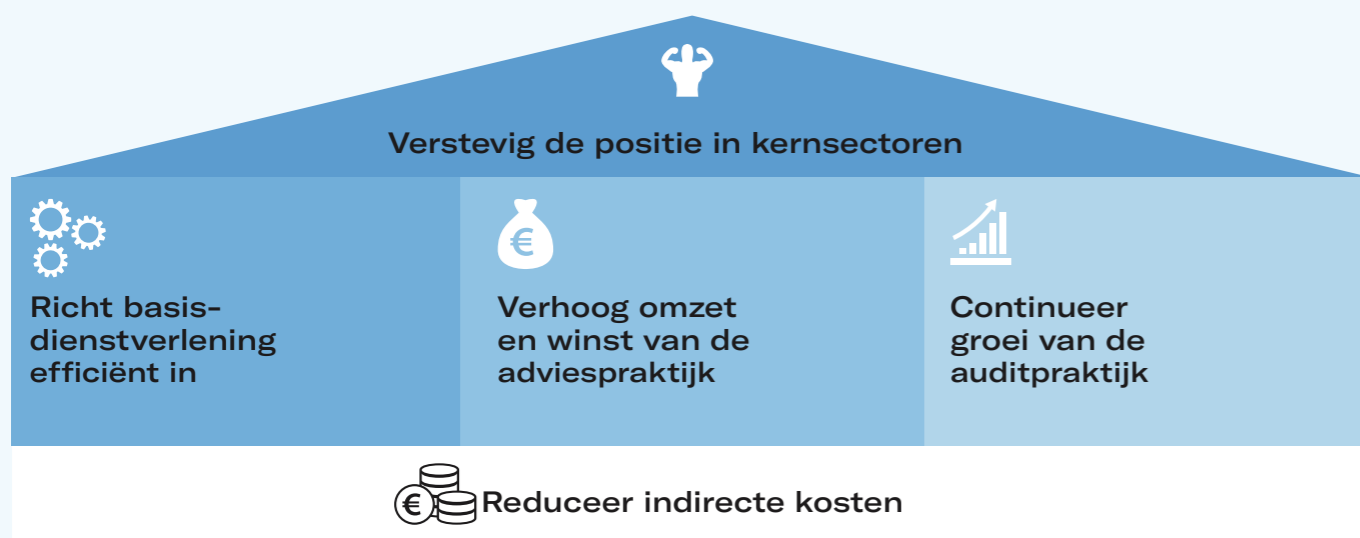 Verstevig de positie in kernsectoren
Richt basis-
dienstverlening
efficiënt in
€
Verhoog omzet
en winst van de
adviespraktijk
Continueer
groei van de
auditpraktijk
€
Reduceer indirecte kosten